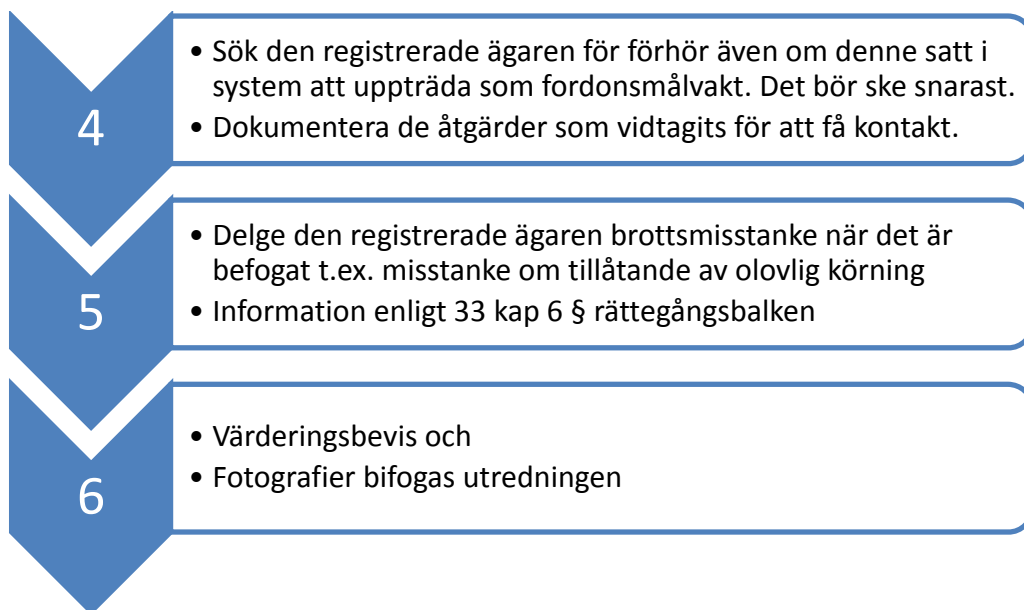 4
• Sök den registrerade ägaren för förhör även om denne satt i
system att uppträda som fordonsmålvakt. Det bör ske snarast.
• Dokumentera de åtgärder som vidtagits för att få kontakt.
5
• Delge den registrerade ägaren brottsmisstanke när det är
befogat t.ex. misstanke om tillåtande av olovlig körning
• Information enligt 33 kap 6 § rättegångsbalken
6
• Värderingsbevis och
• Fotografier bifogas utredningen